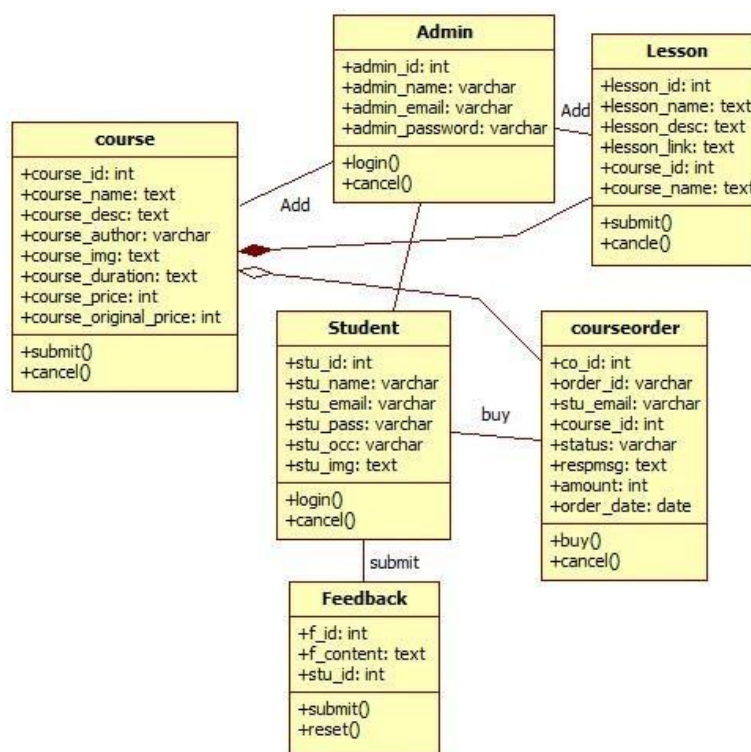 Admin
+admin_id: int
+admin_name: varchar
+admin_email: varchar
+admin_password: varchar
+login()
+cancel()
Lesson
+lesson_id: int
+lesson_name: text
+lesson_desc: text
+lesson_link: text
+course_id: int
+course_name: text
+submit()
+cancle()
Add
course
+course_id: int
+course_name: text
+course_desc: text
+course_author: varchar
+course_img: text
+course_duration: text
+course_price: int
+course_original_price: int
+submit()
+cancel()
Add
Student
+stu_id: int
+stu_name: varchar
+stu_email: varchar
+stu_pass: varchar
+stu_occ: varchar
+stu_img: text
+login()
+cancel()
buy
courseorder
+co_id: int
+order_id: varchar
+stu_email: varchar
+course_id: int
+status: varchar
+respmsg: text
+amount: int
+order_date: date
+buy()
+cancel()
submit
Feedback
+f_id: int
+f_content: text
+stu_id: int
+submit()
+reset()